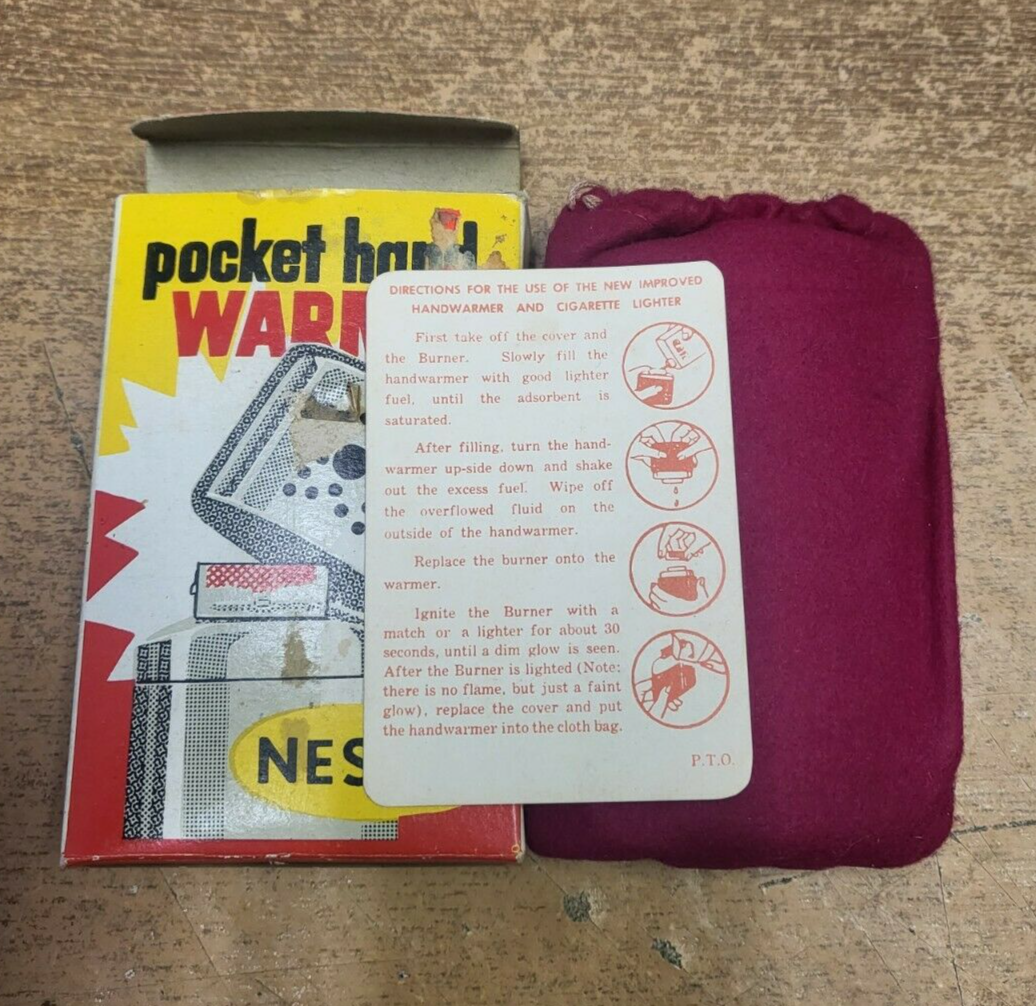 pocket hand
WARM
NES
DIRECTIONS FOR THE USE OF THE NEW IMPROVED
HANDWARMER AND CIGARETTE LIGHTER
First take off the cover and
the Burner. Slowly fill the
handwarmer with good lighter
fuel, until the adsorbent is
saturated.
After filling, turn the hand-
warmer up-side down and shake
out the excess fuel. Wipe off
the overflowed fluid on the
outside of the handwarmer.
Replace the burner onto the
warmer.
Ignite the Burner with a
match or a lighter for about 30
seconds, until a dim glow is seen.
After the Burner is lighted (Note:
there is no flame, but just a faint
glow), replace the cover and put
the handwarmer into the cloth bag.
P.T.O.